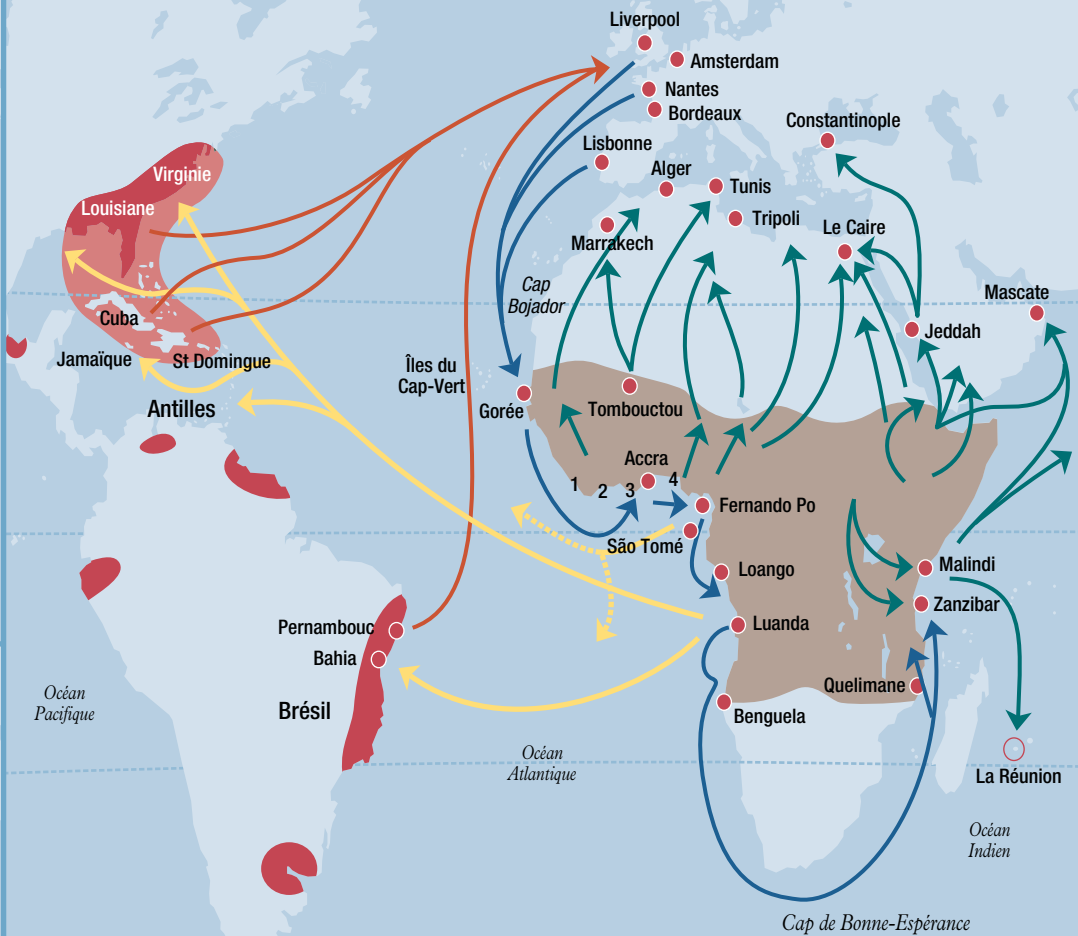 Liverpool
Amsterdam
Nantes
Bordeaux
Constantinople
Lisbonne
Alger
Tunis
Virginie
Louisiane
Tripoli
Le Caire
Marrakech
Cap
Bojador
Mascate
Cuba
Jeddah
Jamaïque
St Domingue
Îles du
Cap-Vert
Antilles
Gorée
Tombouctou
Accra
1
2
3
4
Fernando Po
São Tomé
Loango
Malindi
Zanzibar
Pernambouc
Luanda
Bahia
Océan
Pacifique
Brésil
Quelimane
Benguela
Océan
Atlantique
La Réunion
Océan
Indien
Cap de Bonne-Espérance